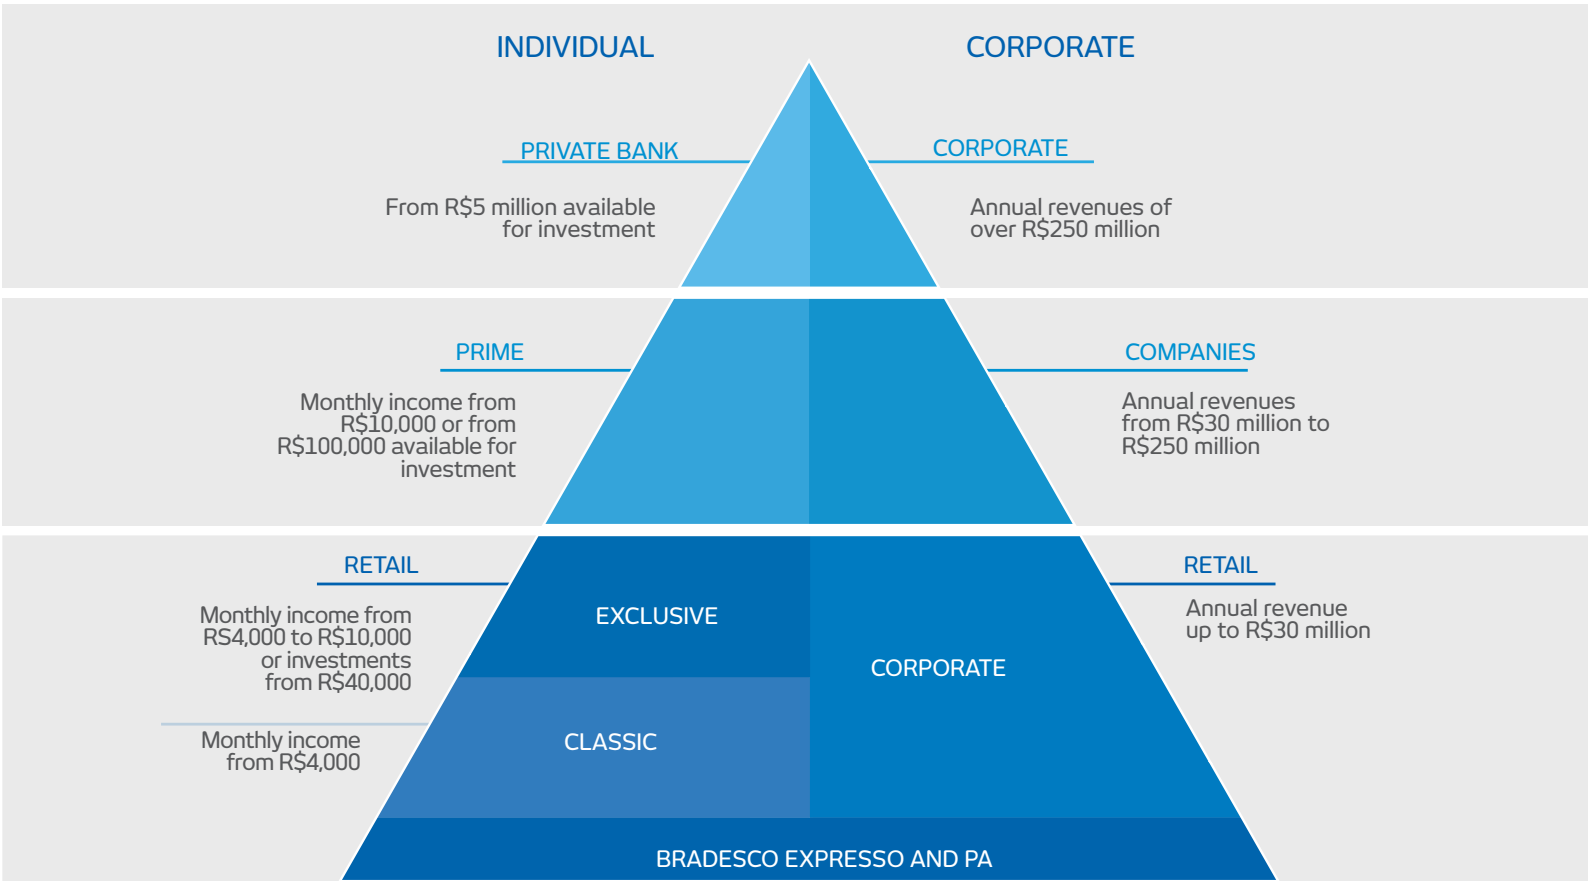 INDIVIDUAL
CORPORATE
PRIVATE BANK
From R$5 million available
for investment
CORPORATE
Annual revenues of
over R$250 million
PRIME
Monthly income from
R$10,000 or from
R$100,000 available for
investment
COMPANIES
Annual revenues
from R$30 million to
R$250 million
RETAIL
Monthly income from
RS4,000 to R$10,000
or investments
from R$40,000
Monthly income
from R$4,000
EXCLUSIVE
CLASSIC
CORPORATE
RETAIL
Annual revenue
up to R$30 million
BRADESCO EXPRESSO AND PA